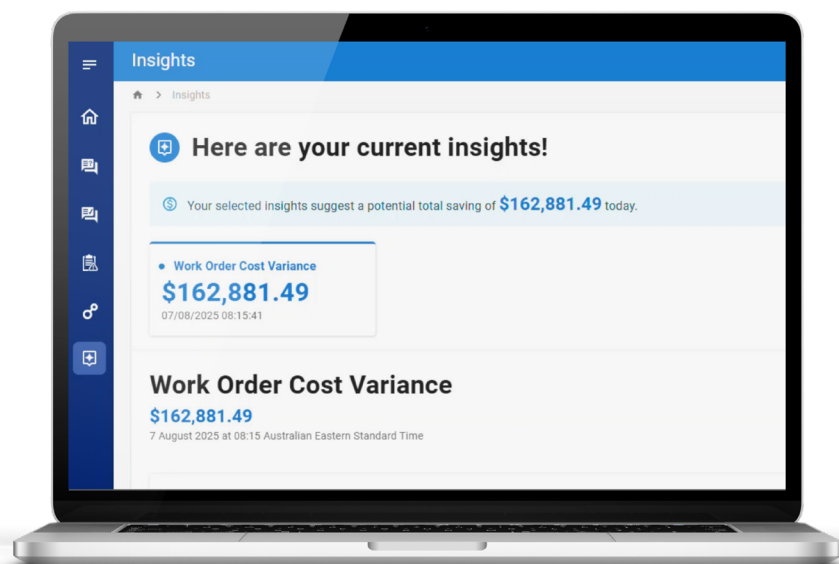 Insights
Insights
Here are your current insights!
Your selected insights suggest a potential total saving of $162,881.49 today.
Work Order Cost Variance
$162,881.49
07/08/2025 08:15:41
Work Order Cost Variance
$162,881.49
7 August 2025 at 08:15 Australian Eastern Standard Time